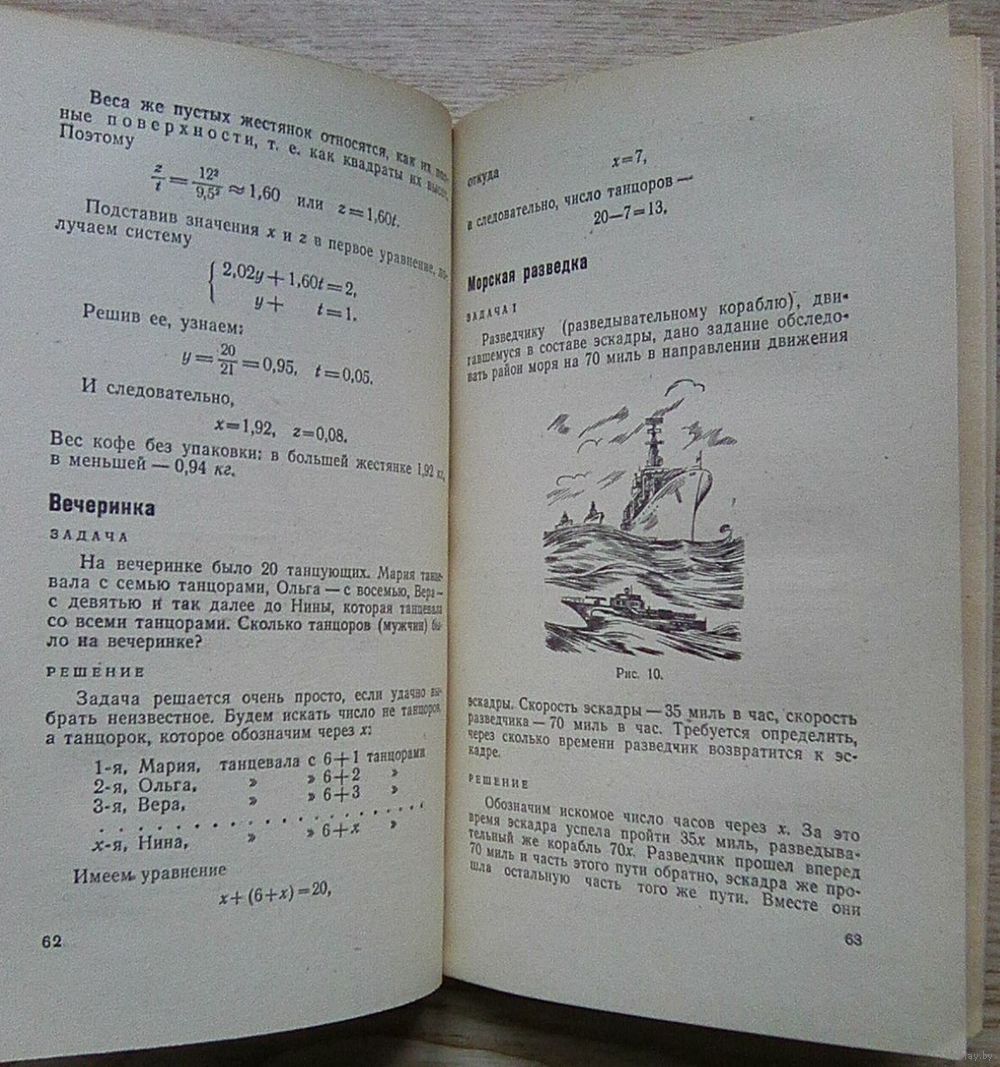 Веса же пустых жестянок относятся, как их
ные поверхности, т. е. как квадраты их
Поэтому
z/t = 12²/9,5² ≈ 1,60 или z = 1,60t.
Подставив значения x и z в первое уравнение, по-
лучаем систему
{ 2,02y + 1,60t = 2,
y + t = 1.
Решив ее, узнаем:
y = 20/21 = 0,95, t = 0,05.
И следовательно,
x = 1,92, z = 0,08.
Вес кофе без упаковки: в большей жестянке 1,92 кг,
в меньшей — 0,94 кг.
Вечеринка
ЗАДАЧА
На вечеринке было 20 танцующих. Мария танце-
вала с семью танцорами, Ольга — с восемью, Вера —
с девятью и так далее до Нины, которая танцевала
со всеми танцорами. Сколько танцоров (мужчин) бы-
ло на вечеринке?
РЕШЕНИЕ
Задача решается очень просто, если удачно вы-
брать неизвестное. Будем искать число не танцоров,
а танцорок, которое обозначим через x:
1-я, Мария, танцевала с 6+1 танцорами
2-я, Ольга, » » 6+2 »
3-я, Вера, » » 6+3 »
. . . . . . . . . . . . . . . . . . . .
x-я, Нина, » » 6+x »
Имеем уравнение
x + (6 + x) = 20,
62
откуда
x = 7,
а следовательно, число танцоров —
20—7=13.
Морская разведка
ЗАДАЧА I
Разведчику (разведывательному кораблю), дви-
гавшемуся в составе эскадры, дано задание обследо-
вать район моря на 70 миль в направлении движения
Рис. 10.
эскадры. Скорость эскадры — 35 миль в час, скорость
разведчика — 70 миль в час. Требуется определить,
через сколько времени разведчик возвратится к эс-
кадре.
РЕШЕНИЕ
Обозначим искомое число часов через x. За это
время эскадра успела пройти 35x миль, разведыва-
тельный же корабль 70x. Разведчик прошел вперед
70 миль и часть этого пути обратно, эскадра же про-
шла остальную часть того же пути. Вместе они
63